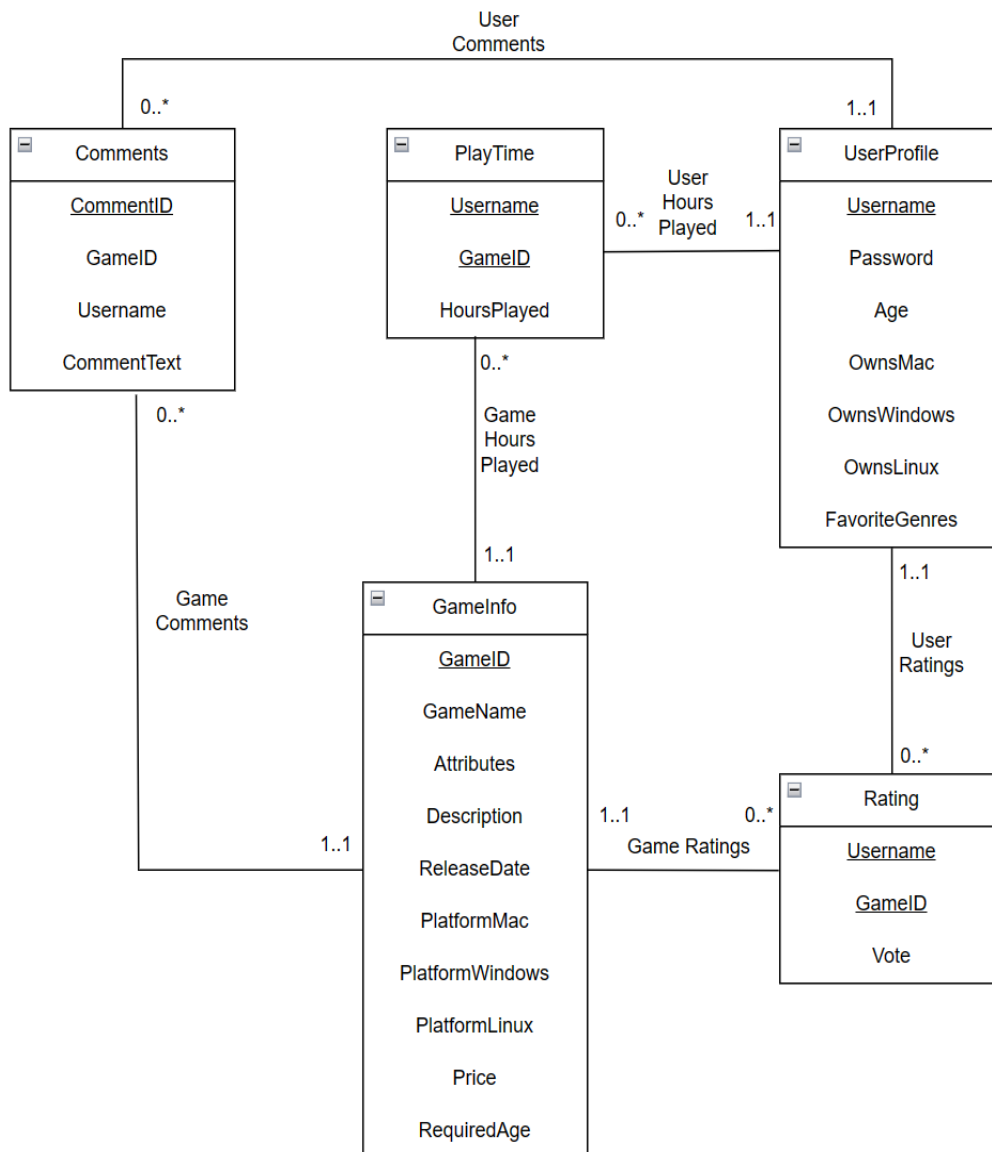 User
Comments
0..*
1..1
Comments
CommentID
GameID
Username
CommentText
0..*
PlayTime
Username
GameID
HoursPlayed
0..*
User
Hours
Played
0..*
1..1
UserProfile
Username
Password
Age
OwnsMac
OwnsWindows
OwnsLinux
FavoriteGenres
1..1
Game
Hours
Played
1..1
Game
Comments
1..1
GameInfo
GameID
GameName
Attributes
Description
ReleaseDate
PlatformMac
PlatformWindows
PlatformLinux
Price
RequiredAge
User
Ratings
0..*
1..1
0..*
Game Ratings
Rating
Username
GameID
Vote